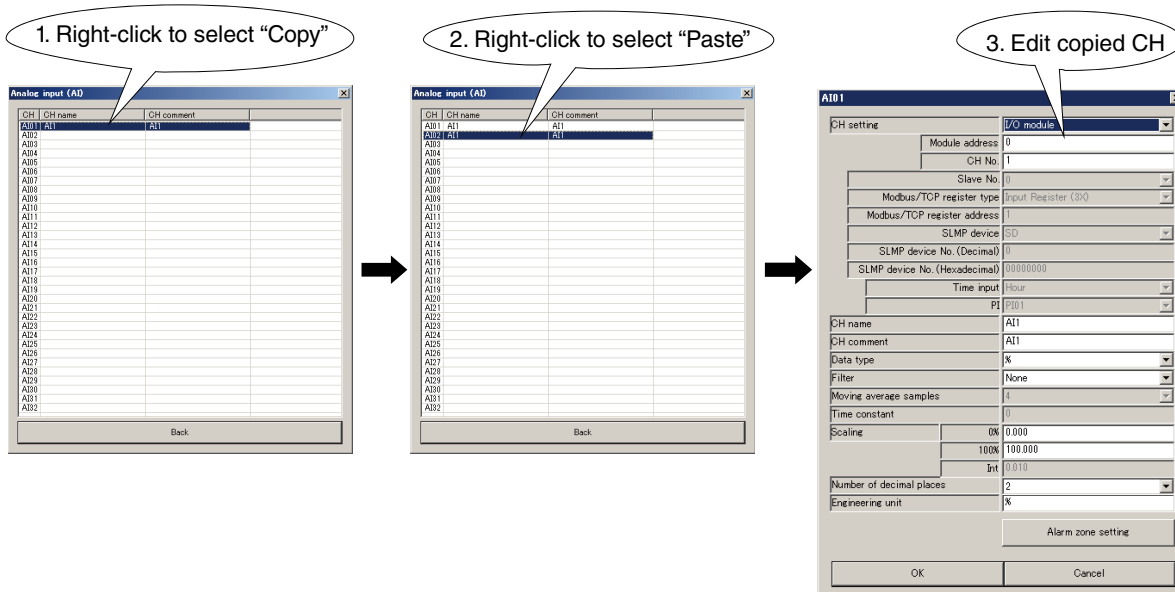 1. Right-click to select “Copy”
2. Right-click to select “Paste”
3. Edit copied CH
Analog input (AI)
CH CH name CH comment
AI01 AI1 AI1
AI02
AI03
AI04
AI05
AI06
AI07
AI08
AI09
AI10
AI11
AI12
AI13
AI14
AI15
AI16
AI17
AI18
AI19
AI20
AI21
AI22
AI23
AI24
AI25
AI26
AI27
AI28
AI29
AI30
AI31
AI32
Back
Analog input (AI)
CH CH name CH comment
AI01 AI1 AI1
AI02 AI1 AI1
AI03
AI04
AI05
AI06
AI07
AI08
AI09
AI10
AI11
AI12
AI13
AI14
AI15
AI16
AI17
AI18
AI19
AI20
AI21
AI22
AI23
AI24
AI25
AI26
AI27
AI28
AI29
AI30
AI31
AI32
Back
AI01
CH setting I/O module
Module address 0
CH No. 1
Slave No. 0
Modbus/TCP register type Input Register (3X)
Modbus/TCP register address 1
SLMP device SD
SLMP device No. (Decimal) 0
SLMP device No. (Hexadecimal) 00000000
Time input Hour
PI PI01
CH name AI1
CH comment AI1
Data type %
Filter None
Moving average samples 4
Time constant 0
Scaling 0% 0.000
100% 100.000
Int 0.010
Number of decimal places 2
Engineering unit %
Alarm zone setting
OK Cancel